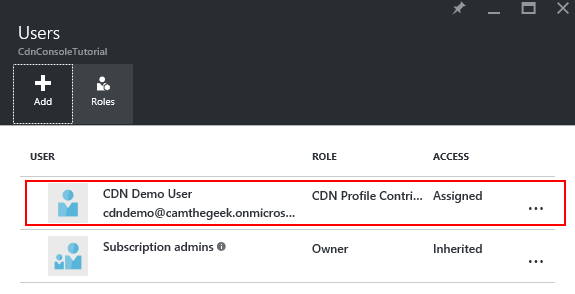 Users
CdnConsoleTutorial
Add Roles
USER ROLE ACCESS
CDN Demo User CDN Profile Contri... Assigned
cdndemo@camthegeek.onmicros...
Subscription admins Owner Inherited